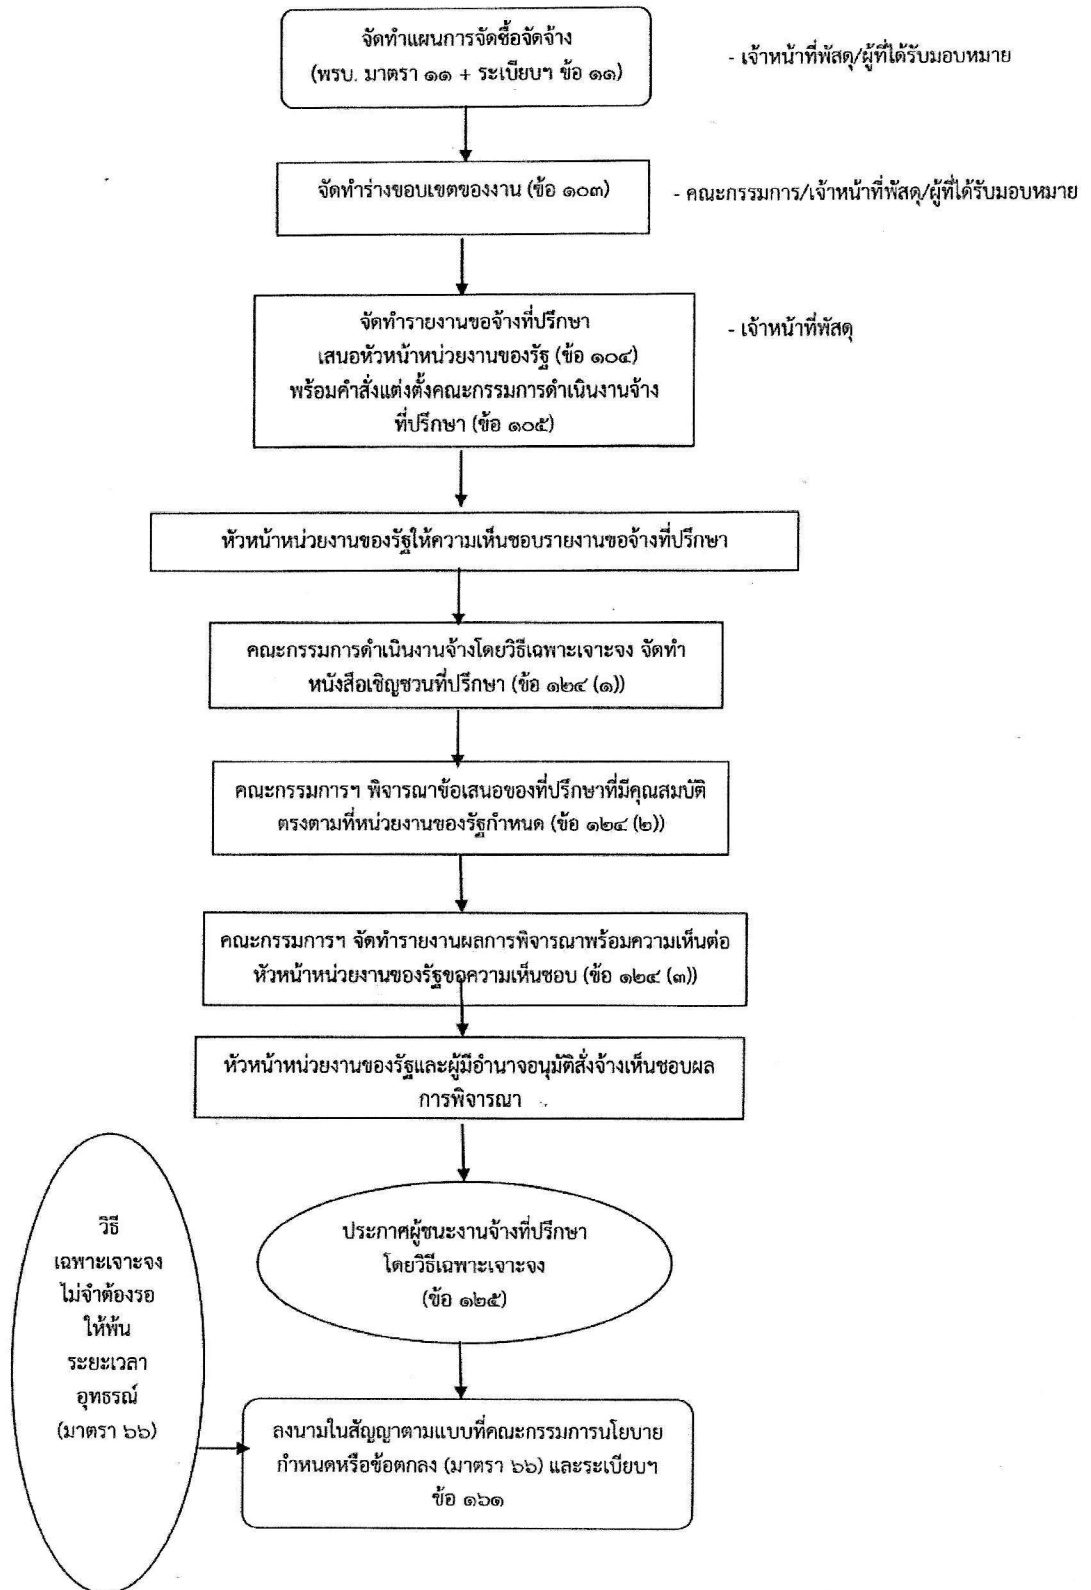 จัดทำแผนการจัดซื้อจัดจ้าง
(พรบ. มาตรา ๑๑ + ระเบียบฯ ข้อ ๑๑)
- เจ้าหน้าที่พัสดุ/ผู้ที่ได้รับมอบหมาย
จัดทำร่างขอบเขตของงาน (ข้อ ๑๐๓)
- คณะกรรมการ/เจ้าหน้าที่พัสดุ/ผู้ที่ได้รับมอบหมาย
จัดทำรายงานขอจ้างที่ปรึกษา
เสนอหัวหน้าหน่วยงานของรัฐ (ข้อ ๑๐๔)
พร้อมคำสั่งแต่งตั้งคณะกรรมการดำเนินงานจ้าง
ที่ปรึกษา (ข้อ ๑๐๕)
- เจ้าหน้าที่พัสดุ
หัวหน้าหน่วยงานของรัฐให้ความเห็นชอบรายงานขอจ้างที่ปรึกษา
คณะกรรมการดำเนินงานจ้างโดยวิธีเฉพาะเจาะจง จัดทำ
หนังสือเชิญชวนที่ปรึกษา (ข้อ ๑๒๔ (๑))
คณะกรรมการฯ พิจารณาข้อเสนอของที่ปรึกษาที่มีคุณสมบัติ
ตรงตามที่หน่วยงานของรัฐกำหนด (ข้อ ๑๒๔ (๒))
คณะกรรมการฯ จัดทำรายงานผลการพิจารณาพร้อมความเห็นต่อ
หัวหน้าหน่วยงานของรัฐขอความเห็นชอบ (ข้อ ๑๒๔ (๓))
หัวหน้าหน่วยงานของรัฐและผู้มีอำนาจอนุมัติสั่งจ้างเห็นชอบผล
การพิจารณา
ประกาศผู้ชนะงานจ้างที่ปรึกษา
โดยวิธีเฉพาะเจาะจง
(ข้อ ๑๒๕)
วิธี
เฉพาะเจาะจง
ไม่จำต้องรอ
ให้พ้น
ระยะเวลา
อุทธรณ์
(มาตรา ๖๖)
ลงนามในสัญญาตามแบบที่คณะกรรมการนโยบาย
กำหนดหรือข้อตกลง (มาตรา ๖๖) และระเบียบฯ
ข้อ ๑๖๑